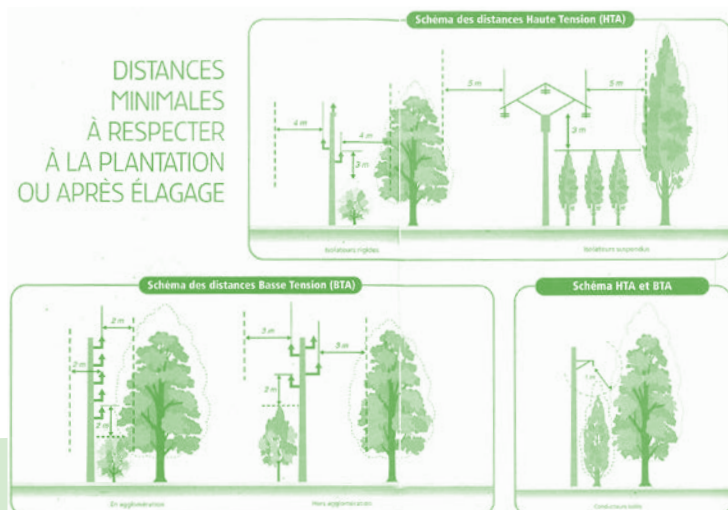 DISTANCES
MINIMALES
À RESPECTER
À LA PLANTATION
OU APRÈS ÉLAGAGE
Schéma des distances Haute Tension (HTA)
4 m
4 m
3 m
5 m
5 m
3 m
Isolateurs rigides
Isolateurs suspendus
Schéma des distances Basse Tension (BTA)
2 m
2 m
2 m
3 m
3 m
2 m
En agglomération
Hors agglomération
Schéma HTA et BTA
1 m
Conducteurs isolés